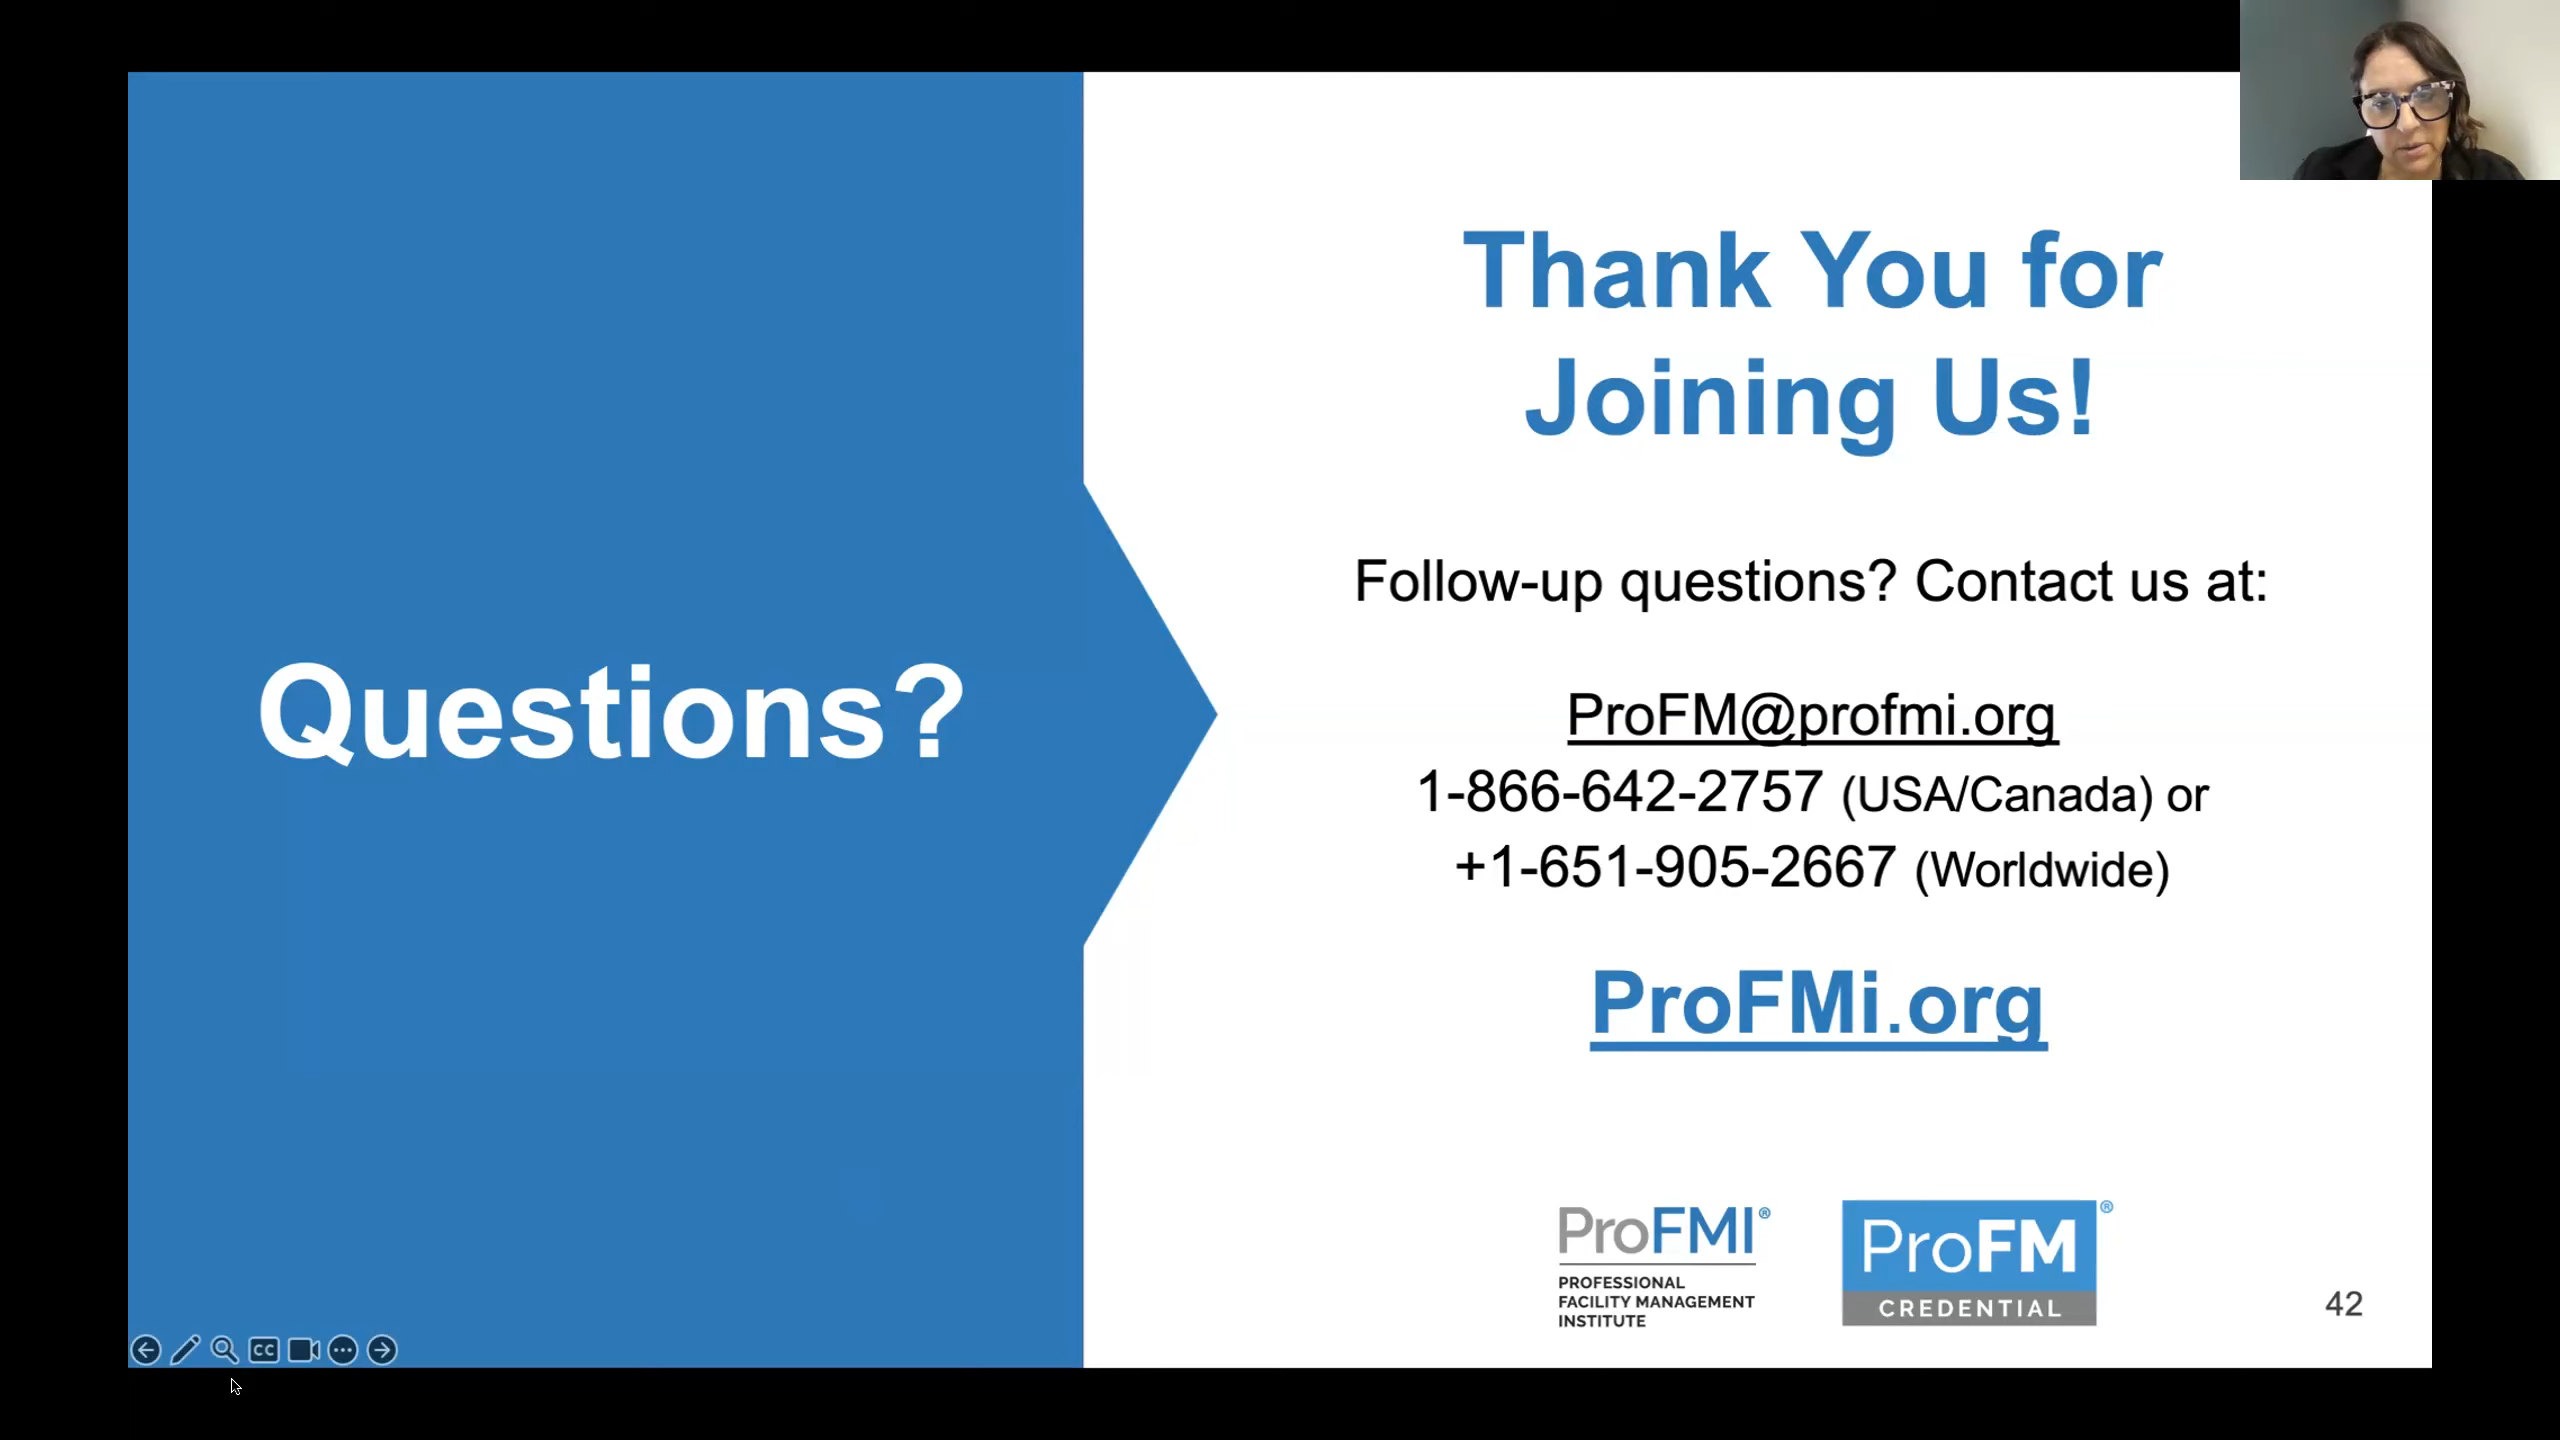 Questions?
Thank You for
Joining Us!
Follow-up questions? Contact us at:
ProFM@profmi.org
1-866-642-2757 (USA/Canada) or
+1-651-905-2667 (Worldwide)
ProFMi.org
ProFMI®
PROFESSIONAL
FACILITY MANAGEMENT
INSTITUTE
ProFM®
CREDENTIAL
42
CC